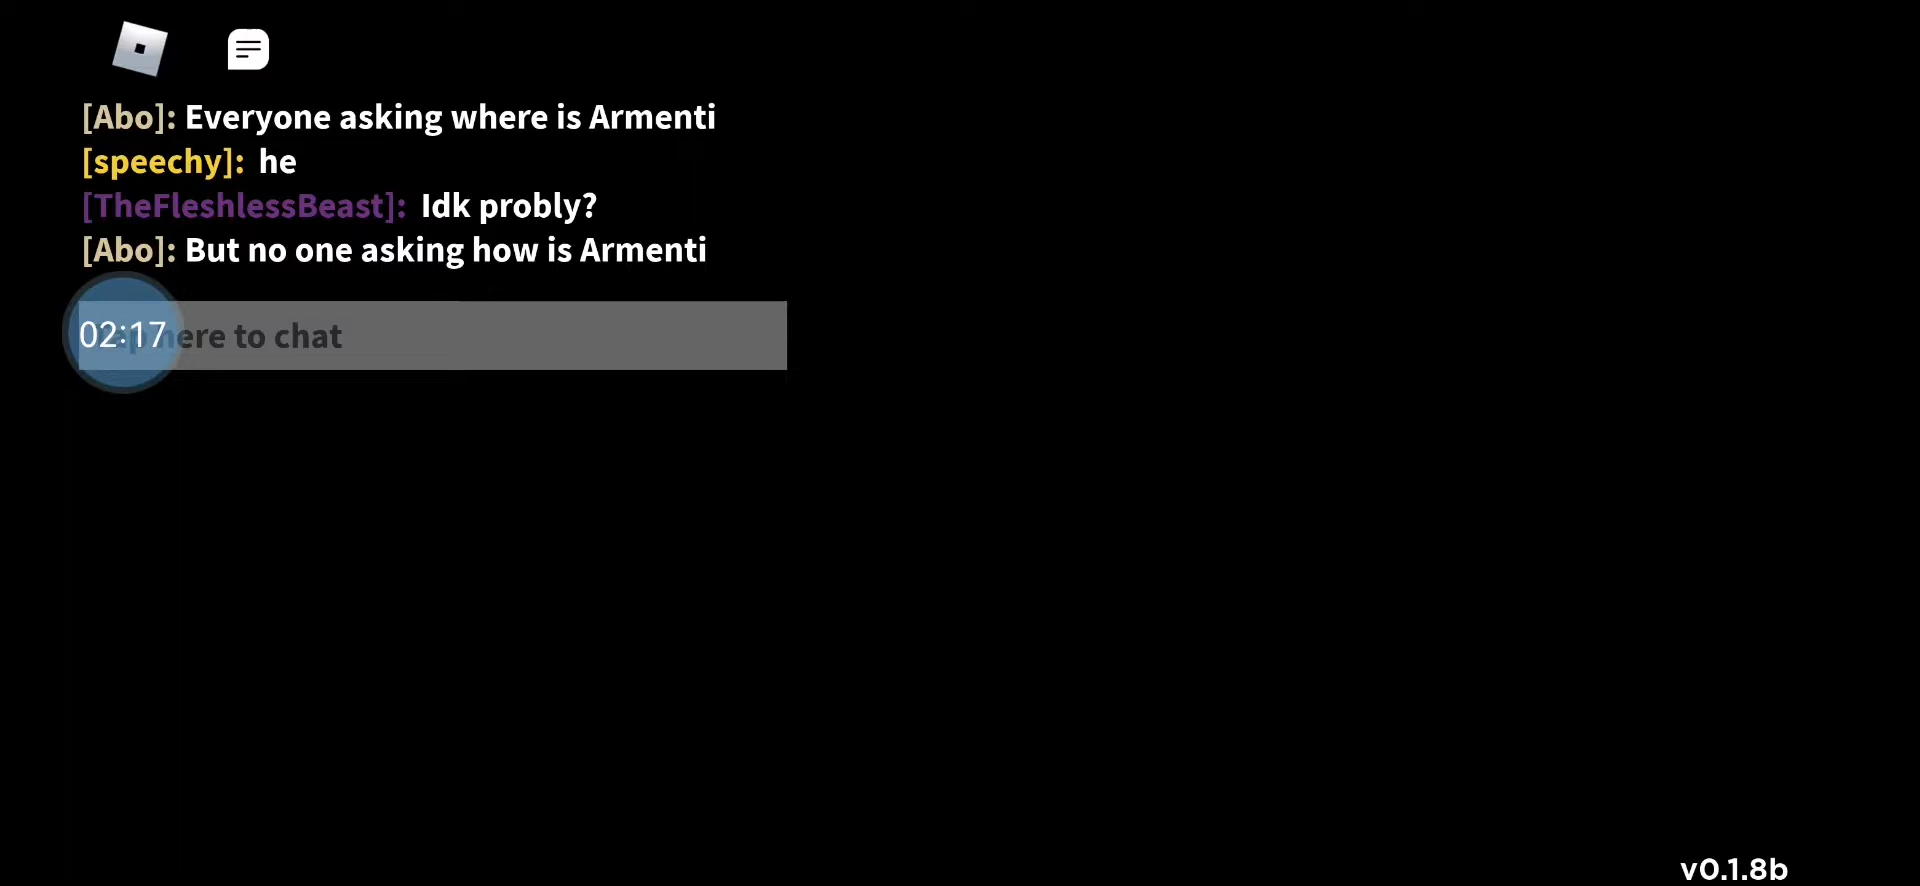 [Abo]: Everyone asking where is Armenti
[speechy]: he
[TheFleshlessBeast]: Idk probly?
[Abo]: But no one asking how is Armenti
02:17
here to chat
v0.1.8b